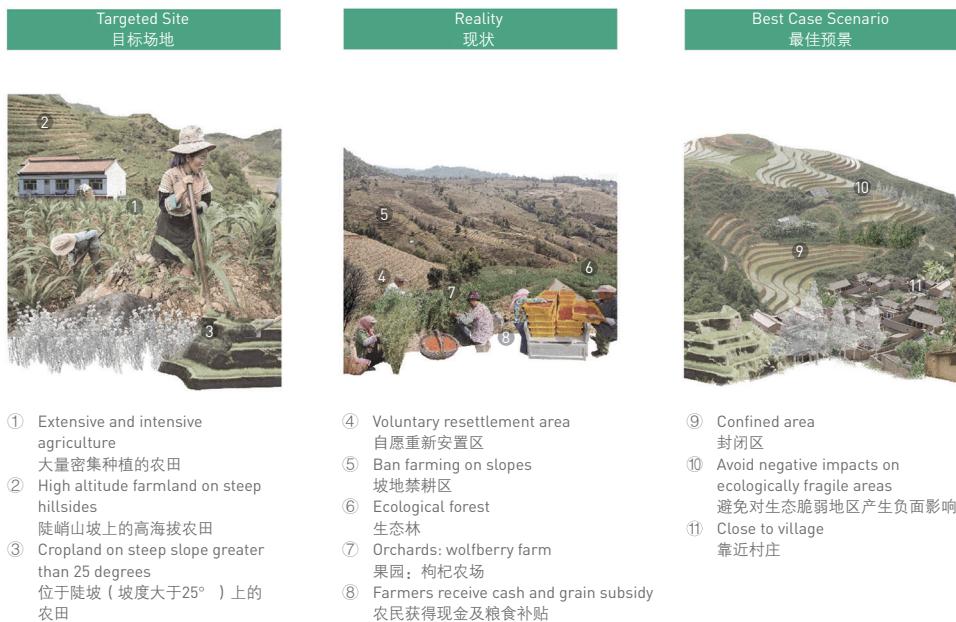 Targeted Site
目标场地
Reality
现状
Best Case Scenario
最佳预景
2
1
3
5
4
6
7
8
10
9
11
① Extensive and intensive
agriculture
大量密集种植的农田
② High altitude farmland on steep
hillsides
陡峭山坡上的高海拔农田
③ Cropland on steep slope greater
than 25 degrees
位于陡坡（坡度大于25° ）上的
农田
④ Voluntary resettlement area
自愿重新安置区
⑤ Ban farming on slopes
坡地禁耕区
⑥ Ecological forest
生态林
⑦ Orchards: wolfberry farm
果园：枸杞农场
⑧ Farmers receive cash and grain subsidy
农民获得现金及粮食补贴
⑨ Confined area
封闭区
⑩ Avoid negative impacts on
ecologically fragile areas
避免对生态脆弱地区产生负面影响
⑪ Close to village
靠近村庄